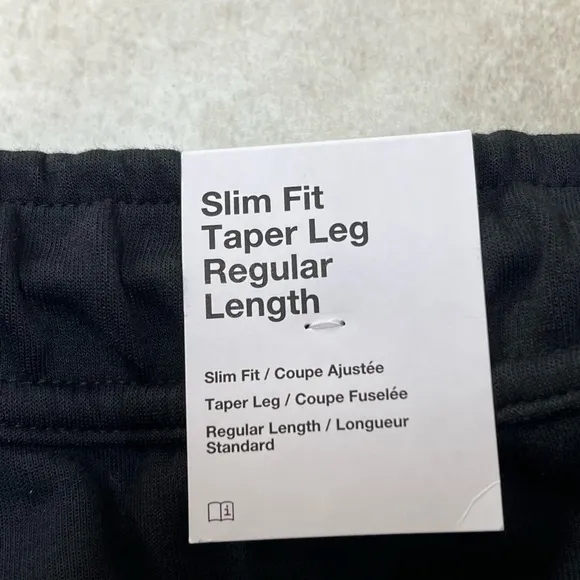 Slim Fit
Taper Leg
Regular
Length
Slim Fit / Coupe Ajustée
Taper Leg / Coupe Fuselée
Regular Length / Longueur
Standard
i